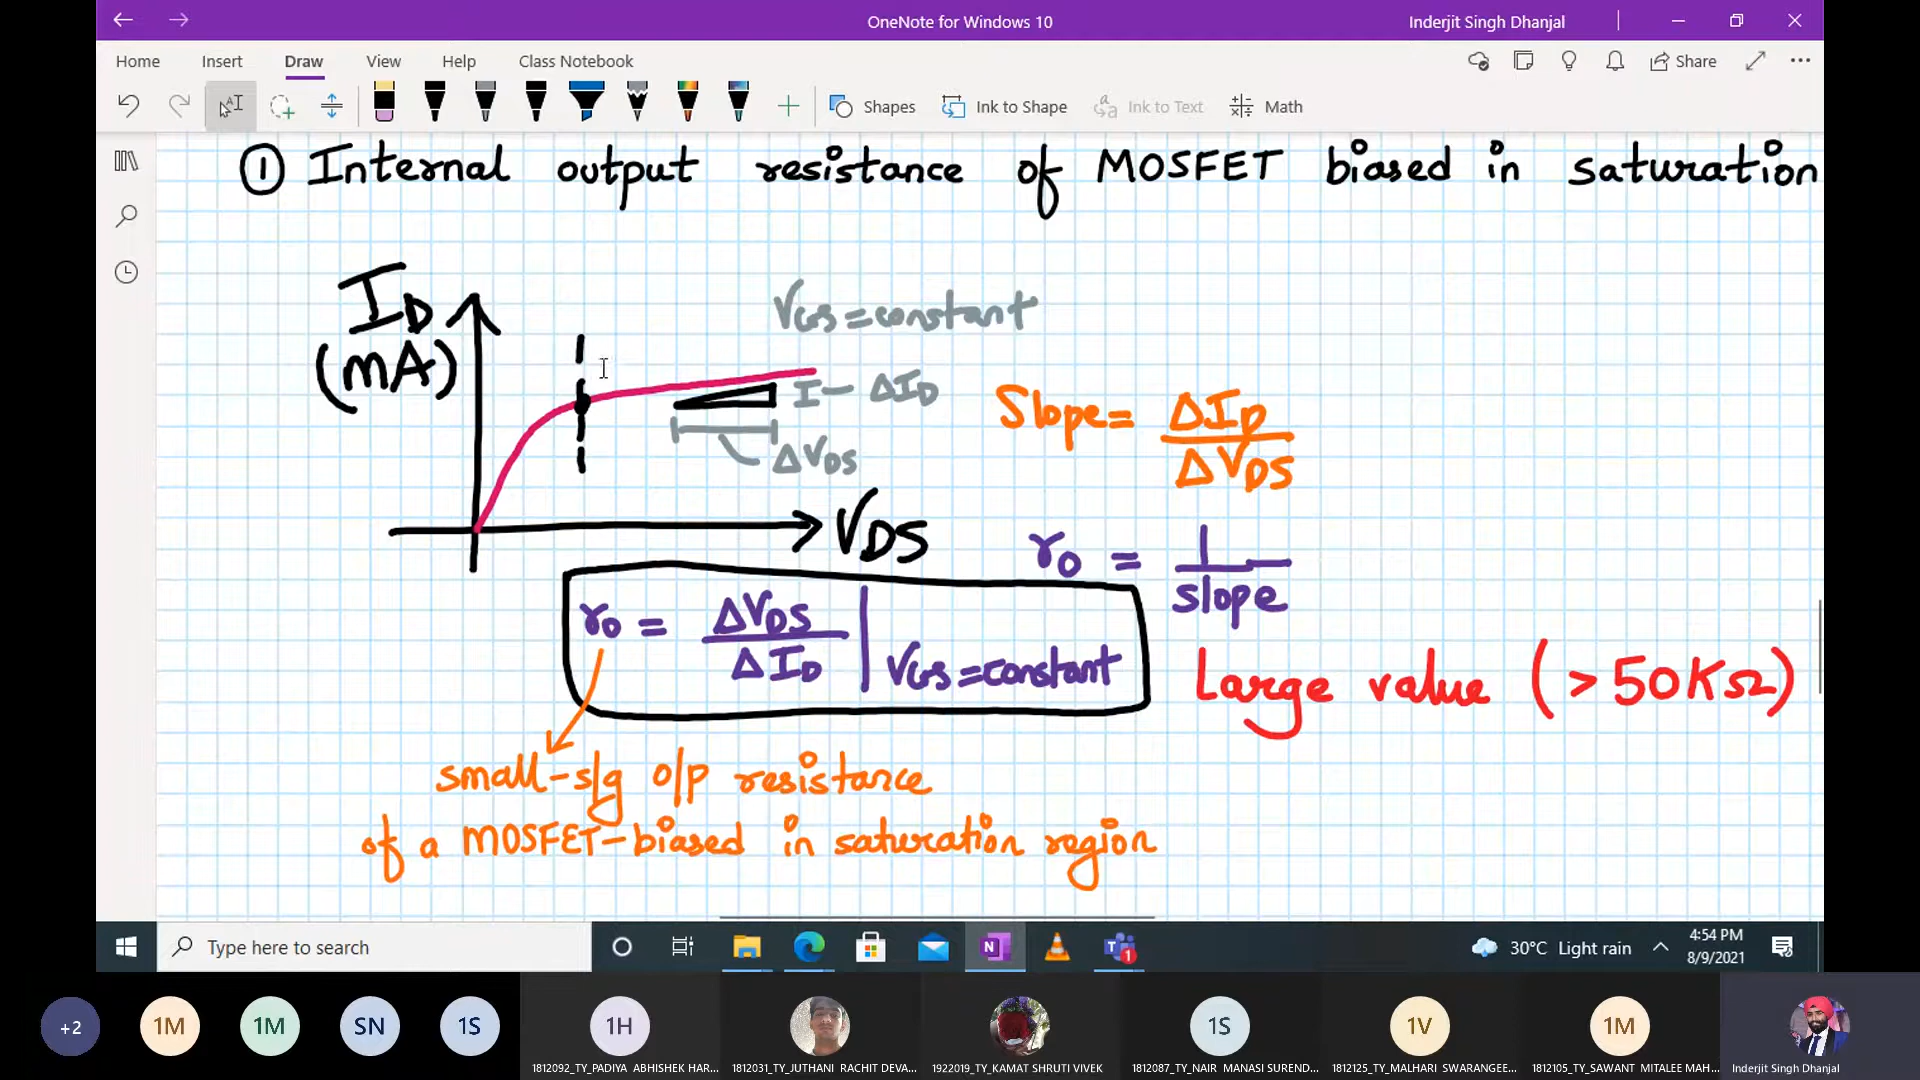 OneNote for Windows 10
Inderjit Singh Dhanjal
Home Insert Draw View Help Class Notebook
Share
Shapes Ink to Shape Ink to Text Math
① Internal output resistance of MOSFET biased in saturation
ID
(mA)
VGS = constant
ΔID
ΔVDS
VDS
Slope = ΔID / ΔVDS
ro = 1 / slope
ro = ΔVDS / ΔID | VGS = constant
Large value (> 50KΩ)
small-s/g o/p resistance
of a MOSFET-biased in saturation region
Type here to search
1
30°C Light rain
4:54 PM
8/9/2021
+2 1M 1M SN 1S 1H 1S 1V 1M
1812092_TY_PADIYA ABHISHEK HAR...
1812031_TY_JUTHANI RACHIT DEVA...
1922019_TY_KAMAT SHRUTI VIVEK
1812087_TY_NAIR MANASI SUREND...
1812125_TY_MALHARI SWARANGEE...
1812105_TY_SAWANT MITALEE MAH...
Inderjit Singh Dhanjal